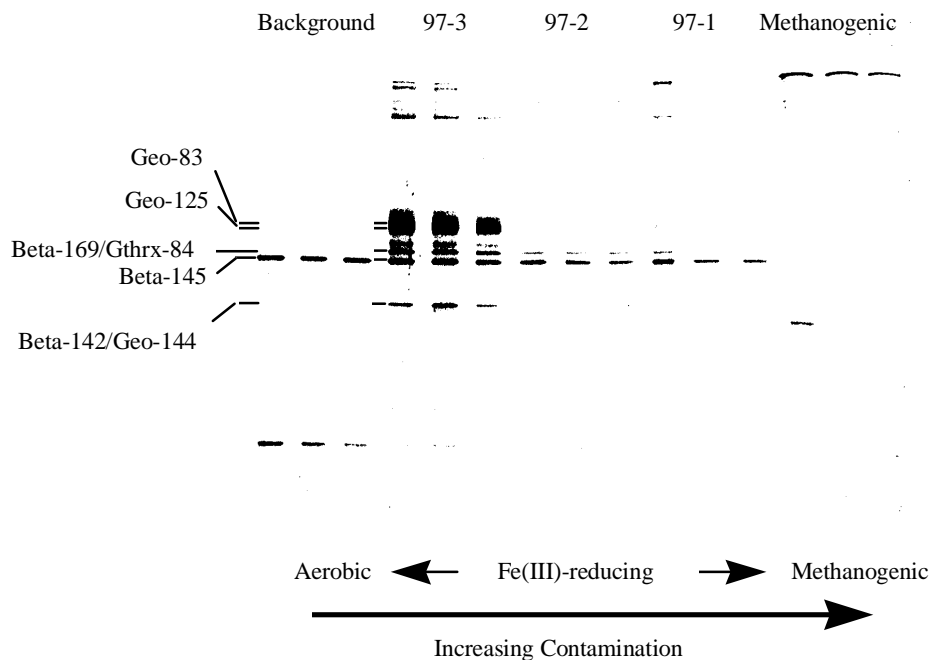 Background 97-3 97-2 97-1 Methanogenic
Geo-83
Geo-125
Beta-169/Gthrx-84
Beta-145
Beta-142/Geo-144
Aerobic Fe(III)-reducing Methanogenic
Increasing Contamination